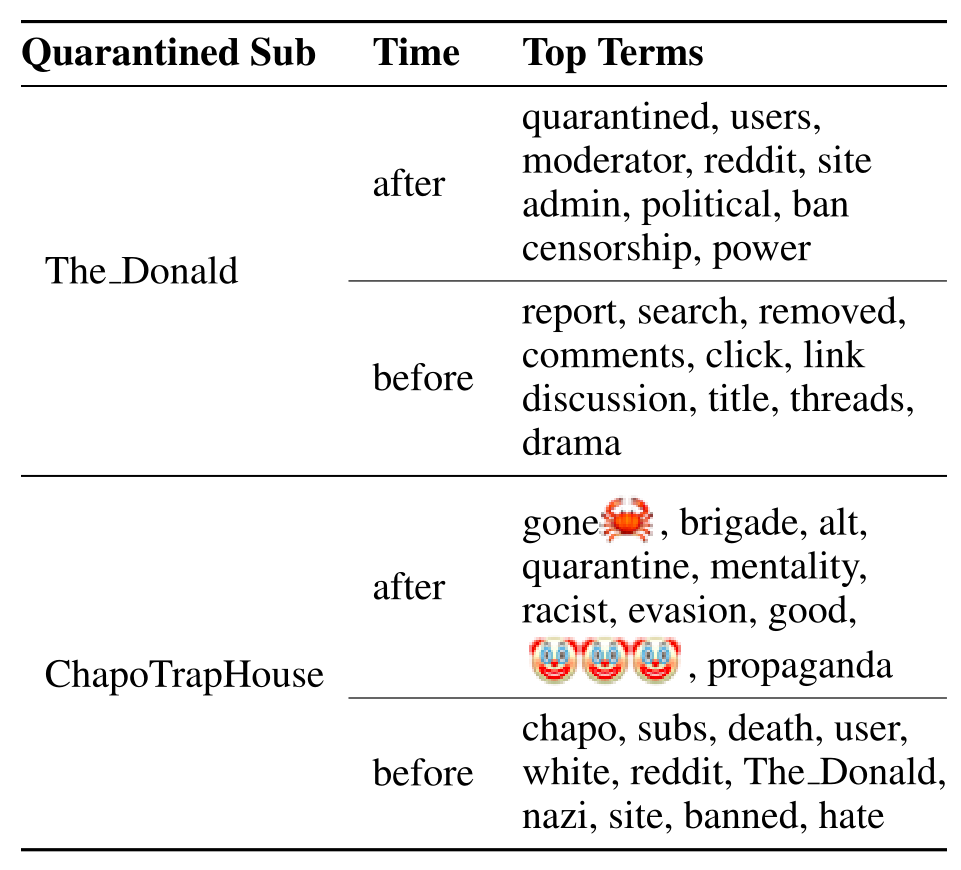 Quarantined Sub Time Top Terms
The_Donald
after
quarantined, users,
moderator, reddit, site
admin, political, ban
censorship, power
before
report, search, removed,
comments, click, link
discussion, title, threads,
drama
ChapoTrapHouse
after
gone🦀, brigade, alt,
quarantine, mentality,
racist, evasion, good,
🤡🤡🤡, propaganda
before
chapo, subs, death, user,
white, reddit, The_Donald,
nazi, site, banned, hate